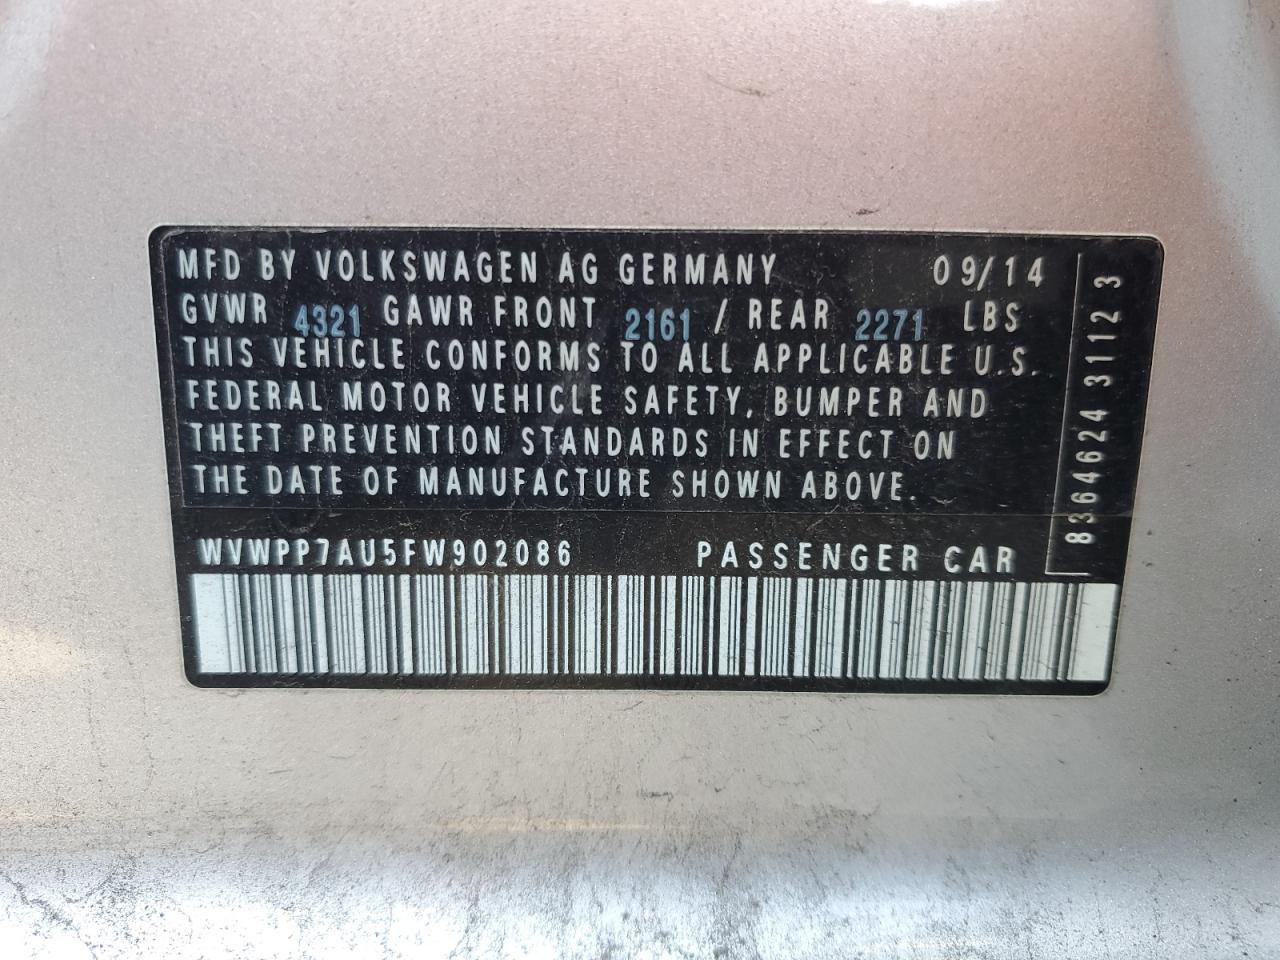 MFD BY VOLKSWAGEN AG GERMANY 09/14
GVWR 4321 GAWR FRONT 2161 / REAR 2271 LBS
THIS VEHICLE CONFORMS TO ALL APPLICABLE U.S.
FEDERAL MOTOR VEHICLE SAFETY, BUMPER AND
THEFT PREVENTION STANDARDS IN EFFECT ON
THE DATE OF MANUFACTURE SHOWN ABOVE.
WVWPP7AU5FW902086 PASSENGER CAR
8364624 3112 3